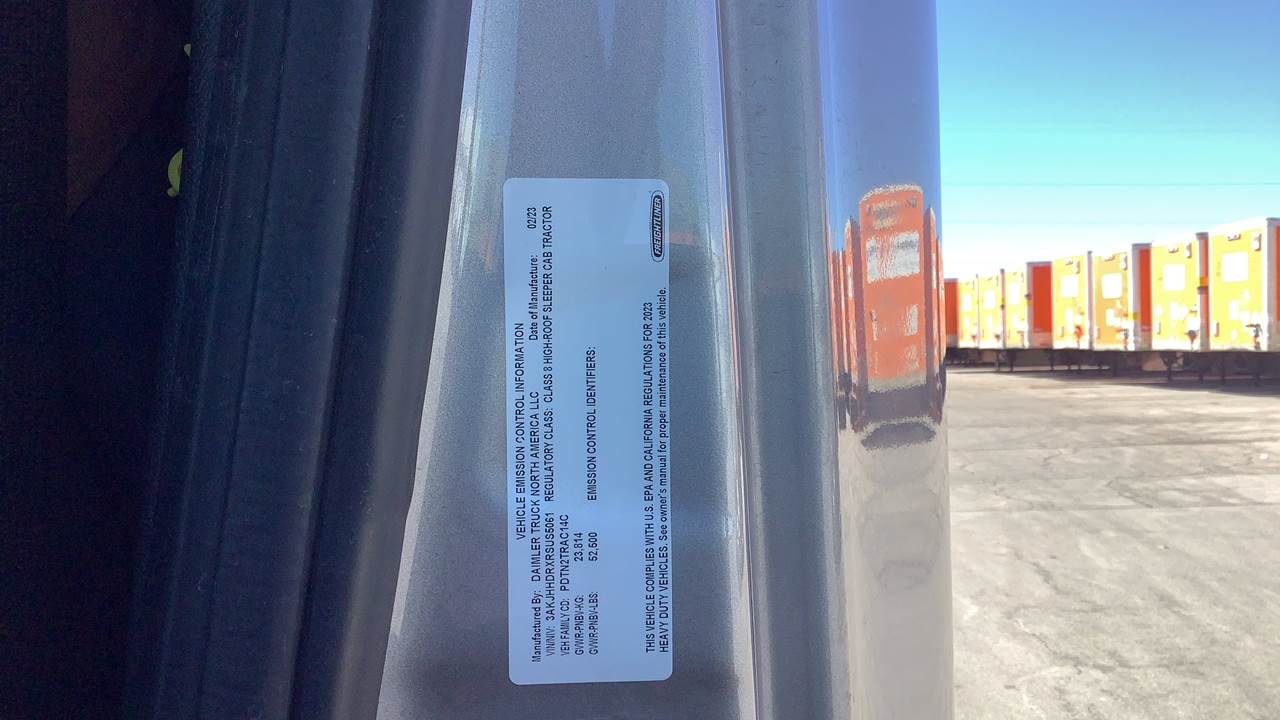 VEHICLE EMISSION CONTROL INFORMATION
Manufactured By: DAIMLER TRUCK NORTH AMERICA LLC Date of Manufacture: 02/23
VIN/NIV: 3AKJHHDRXRSUS5061 REGULATORY CLASS: CLASS 8 HIGH-ROOF SLEEPER CAB TRACTOR
VEH FAMILY CD: PDTN2TRAC14C
GVWR-PNBV-KG: 23,814
GVWR-PNBV-LBS: 52,500 EMISSION CONTROL IDENTIFIERS:
THIS VEHICLE COMPLIES WITH U.S. EPA AND CALIFORNIA REGULATIONS FOR 2023
HEAVY DUTY VEHICLES. See owner's manual for proper maintenance of this vehicle.
FREIGHTLINER